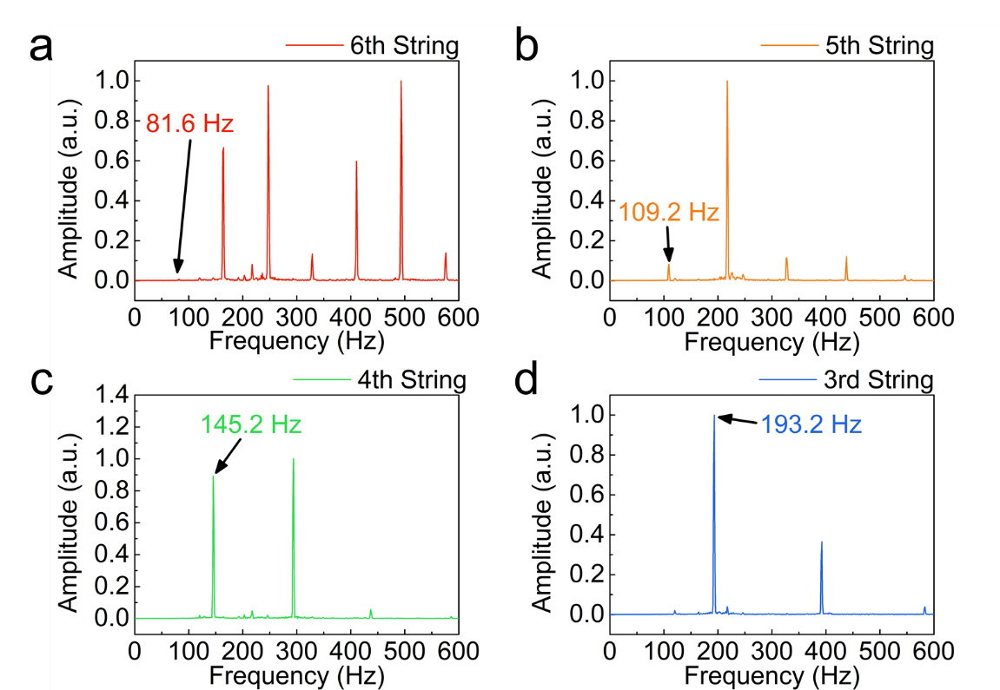 a
6th String
Amplitude (a.u.)
1.0
0.8
0.6
0.4
0.2
0.0
81.6 Hz
0 100 200 300 400 500 600
Frequency (Hz)
b
5th String
Amplitude (a.u.)
1.0
0.8
0.6
0.4
0.2
0.0
109.2 Hz
0 100 200 300 400 500 600
Frequency (Hz)
c
4th String
Amplitude (a.u.)
1.4
1.2
1.0
0.8
0.6
0.4
0.2
0.0
145.2 Hz
0 100 200 300 400 500 600
Frequency (Hz)
d
3rd String
Amplitude (a.u.)
1.0
0.8
0.6
0.4
0.2
0.0
193.2 Hz
0 100 200 300 400 500 600
Frequency (Hz)